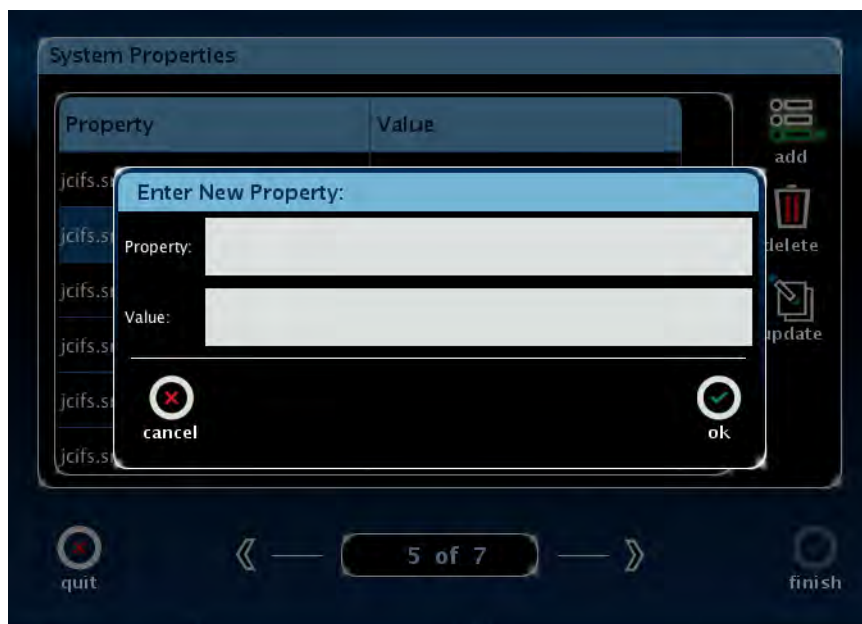 System Properties
Property Value
add
jcifs.s
Enter New Property:
jcifs.s
Property:
delete
jcifs.s
Value:
update
jcifs.s
jcifs.s
cancel
ok
jcifs.s
quit
5 of 7
finish